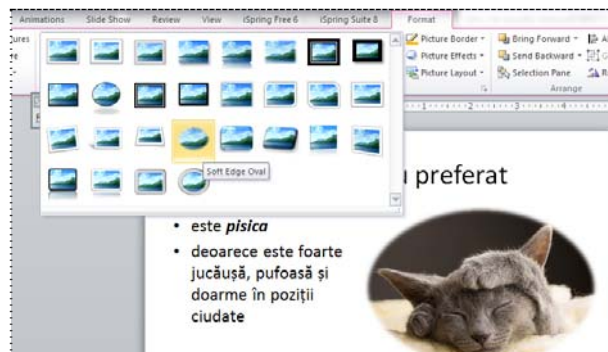 Animations Slide Show Review View iSpring Free 6 iSpring Suite 8 Format
Picture Border
Bring Forward
Picture Effects
Send Backward
Picture Layout
Selection Pane
Arrange
Soft Edge Oval
preferat
• este pisica
• deoarece este foarte
jucăușă, pufoasă și
doarme în poziții
ciudate